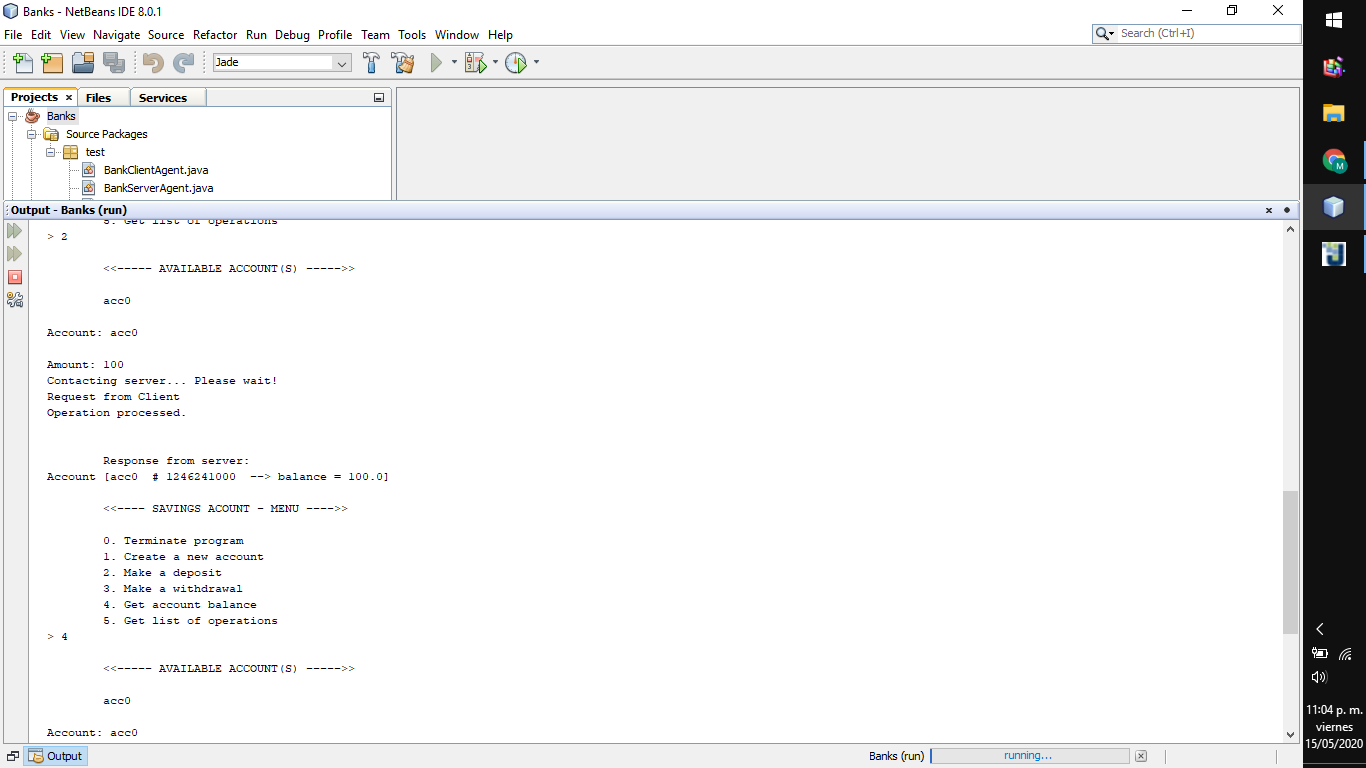 Banks - NetBeans IDE 8.0.1
File Edit View Navigate Source Refactor Run Debug Profile Team Tools Window Help
Search (Ctrl+I)
Jade
Projects Files Services
Banks
Source Packages
test
BankClientAgent.java
BankServerAgent.java
Output - Banks (run)
5. Get list of operations
> 2
<<----- AVAILABLE ACCOUNT(S) ----->>
acc0
Account: acc0
Amount: 100
Contacting server... Please wait!
Request from Client
Operation processed.
Response from server:
Account [acc0 # 1246241000 --> balance = 100.0]
<<---- SAVINGS ACOUNT - MENU ---->>
0. Terminate program
1. Create a new account
2. Make a deposit
3. Make a withdrawal
4. Get account balance
5. Get list of operations
> 4
<<----- AVAILABLE ACCOUNT(S) ----->>
acc0
Account: acc0
Output
Banks (run)
running...
11:04 p. m.
viernes
15/05/2020